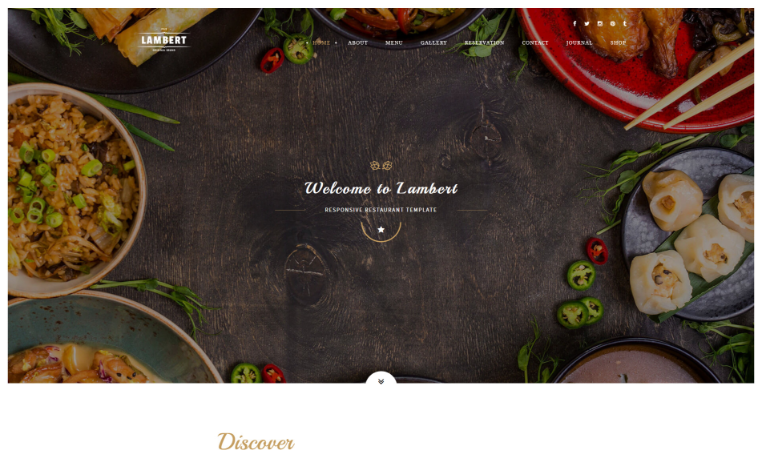 LAMBERT
HOME ABOUT MENU GALLERY RESERVATION CONTACT JOURNAL SHOP
Welcome to Lambert
RESPONSIVE RESTAURANT TEMPLATE
Discover